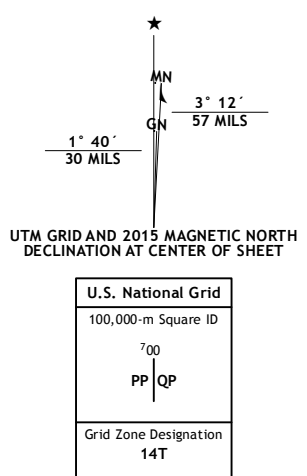 ★
MN
3° 12´
GN
57 MILS
1° 40´
30 MILS
UTM GRID AND 2015 MAGNETIC NORTH
DECLINATION AT CENTER OF SHEET
U.S. National Grid
100,000-m Square ID
⁷00
PP QP
Grid Zone Designation
14T